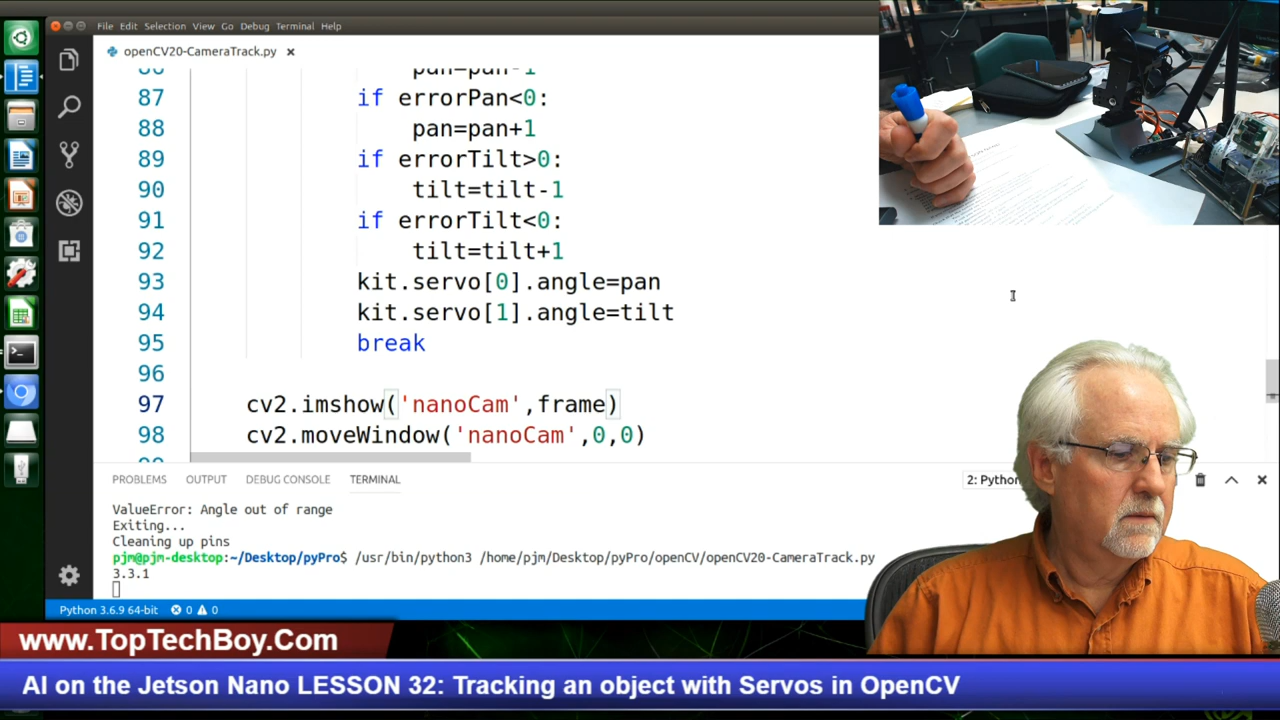 File Edit Selection View Go Debug Terminal Help
openCV20-CameraTrack.py ×
86 pan=pan-1
87 if errorPan<0:
88 pan=pan+1
89 if errorTilt>0:
90 tilt=tilt-1
91 if errorTilt<0:
92 tilt=tilt+1
93 kit.servo[0].angle=pan
94 kit.servo[1].angle=tilt
95 break
96
97 cv2.imshow('nanoCam',frame)
98 cv2.moveWindow('nanoCam',0,0)
PROBLEMS OUTPUT DEBUG CONSOLE TERMINAL 2: Python
ValueError: Angle out of range
Exiting...
Cleaning up pins
pjm@pjm-desktop:~/Desktop/pyPro$ /usr/bin/python3 /home/pjm/Desktop/pyPro/openCV/openCV20-CameraTrack.py
3.3.1
Python 3.6.9 64-bit 0 0
www.TopTechBoy.Com
AI on the Jetson Nano LESSON 32: Tracking an object with Servos in OpenCV